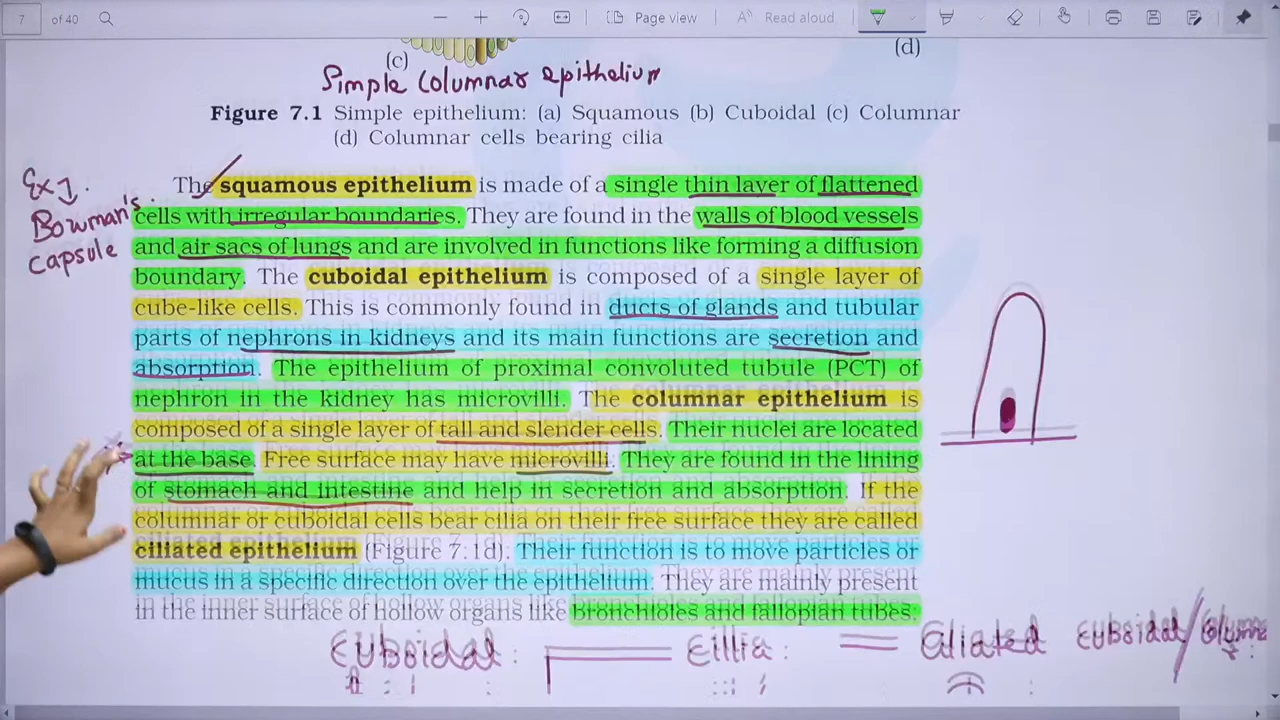 7 of 40 Page view Read aloud
(c) (d)
Simple Columnar epithelium
Figure 7.1 Simple epithelium: (a) Squamous (b) Cuboidal (c) Columnar
(d) Columnar cells bearing cilia
Ex].
Bowman's
capsule
The squamous epithelium is made of a single thin layer of flattened
cells with irregular boundaries. They are found in the walls of blood vessels
and air sacs of lungs and are involved in functions like forming a diffusion
boundary. The cuboidal epithelium is composed of a single layer of
cube-like cells. This is commonly found in ducts of glands and tubular
parts of nephrons in kidneys and its main functions are secretion and
absorption. The epithelium of proximal convoluted tubule (PCT) of
nephron in the kidney has microvilli. The columnar epithelium is
composed of a single layer of tall and slender cells. Their nuclei are located
at the base. Free surface may have microvilli. They are found in the lining
of stomach and intestine and help in secretion and absorption. If the
columnar or cuboidal cells bear cilia on their free surface they are called
ciliated epithelium (Figure 7.1d). Their function is to move particles or
mucus in a specific direction over the epithelium. They are mainly present
in the inner surface of hollow organs like bronchioles and fallopian tubes.
Cuboidal Cillia = Ciliated Cuboidal/